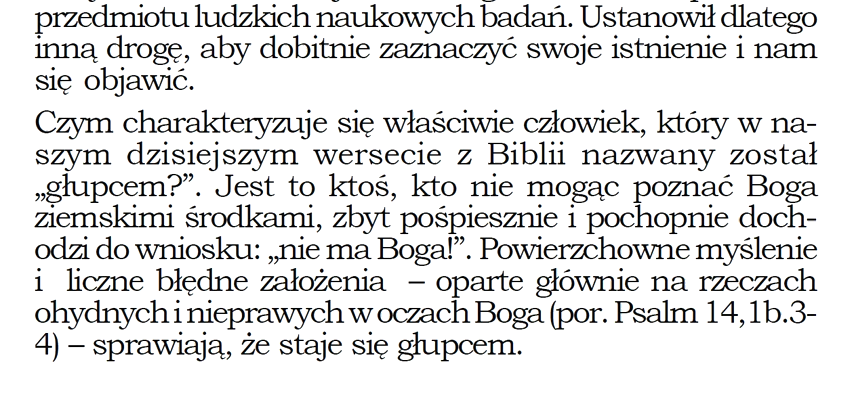 przedmiotu ludzkich naukowych badań. Ustanowił dlatego
inną drogę, aby dobitnie zaznaczyć swoje istnienie i nam
się objawić.
Czym charakteryzuje się właściwie człowiek, który w na-
szym dzisiejszym wersecie z Biblii nazwany został
„głupcem?”. Jest to ktoś, kto nie mogąc poznać Boga
ziemskimi środkami, zbyt pośpiesznie i pochopnie doch-
odzi do wniosku: „nie ma Boga!”. Powierzchowne myślenie
i liczne błędne założenia – oparte głównie na rzeczach
ohydnych i nieprawych w oczach Boga (por. Psalm 14,1b.3-
4) – sprawiają, że staje się głupcem.